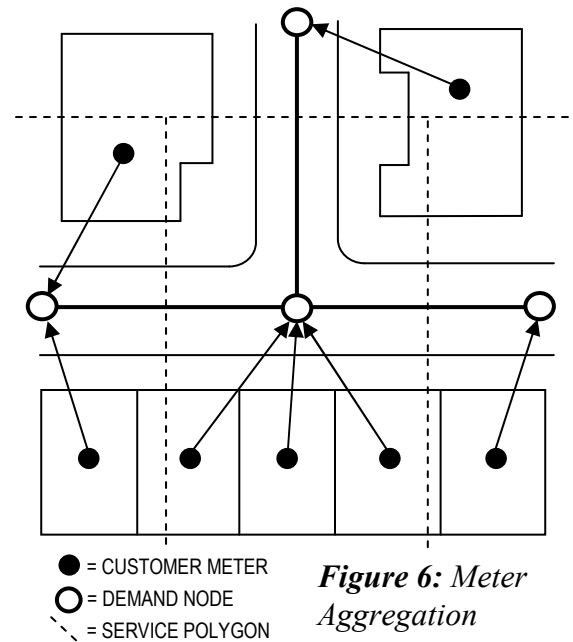 = CUSTOMER METER
= DEMAND NODE
= SERVICE POLYGON
Figure 6: Meter
Aggregation